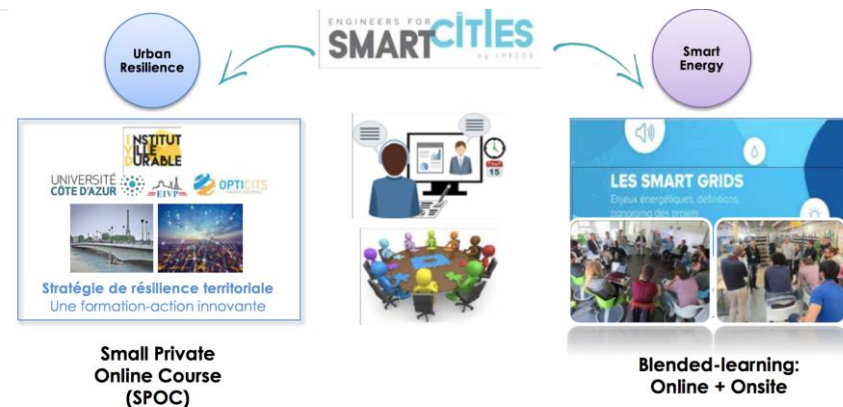 ENGINEERS FOR
SMART CITIES
by IMREDD
Urban
Resilience
Smart
Energy
INSTITUT
VILLE
DURABLE
UNIVERSITÉ
CÔTE D'AZUR
EIVP
OPTICITS
Stratégie de résilience territoriale
Une formation-action innovante
15
LES SMART GRIDS
Enjeux énergétiques, définitions,
panorama des projets
Small Private
Online Course
(SPOC)
Blended-learning:
Online + Onsite